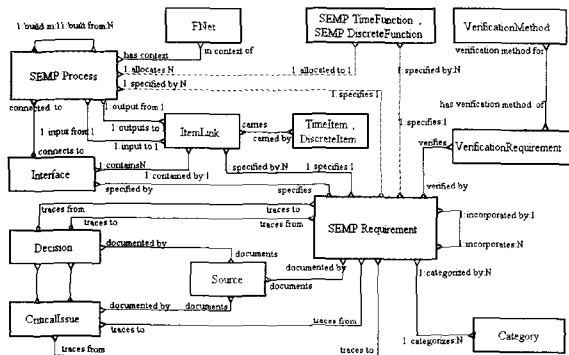 1:build m:11:built from:N
FNet
SEMP TimeFunction ,
SEMP DiscreteFunction
VerificationMethod
has context
in context of
verification method for
SEMP Process
1:allocates:N
1:allocated to 1
1:specified by:N
1 specified by N
connected to
1:output from 1
1 specifies 1
1:specifies:1
has verification method of
1 input from 1
1 outputs to
ItemLink
carries
carried by
TimeItem ,
DiscreteItem
1 input to 1
verifies
VerificationRequirement
connects to
1 containsN
1:contained by 1
1:specified by.N
1 specifies 1
Interface
specified by
specifies
verified by
traces from
traces to
traces to
traces from
SEMP Requirement
1:incorporated by:1
1:incorporates:N
Decision
documented by
documents
Source
documented by
documents
1:categorized by:N
CriticalIssue
documented by
documents
traces from
traces to
1 categorizes:N
Category
traces from
traces to